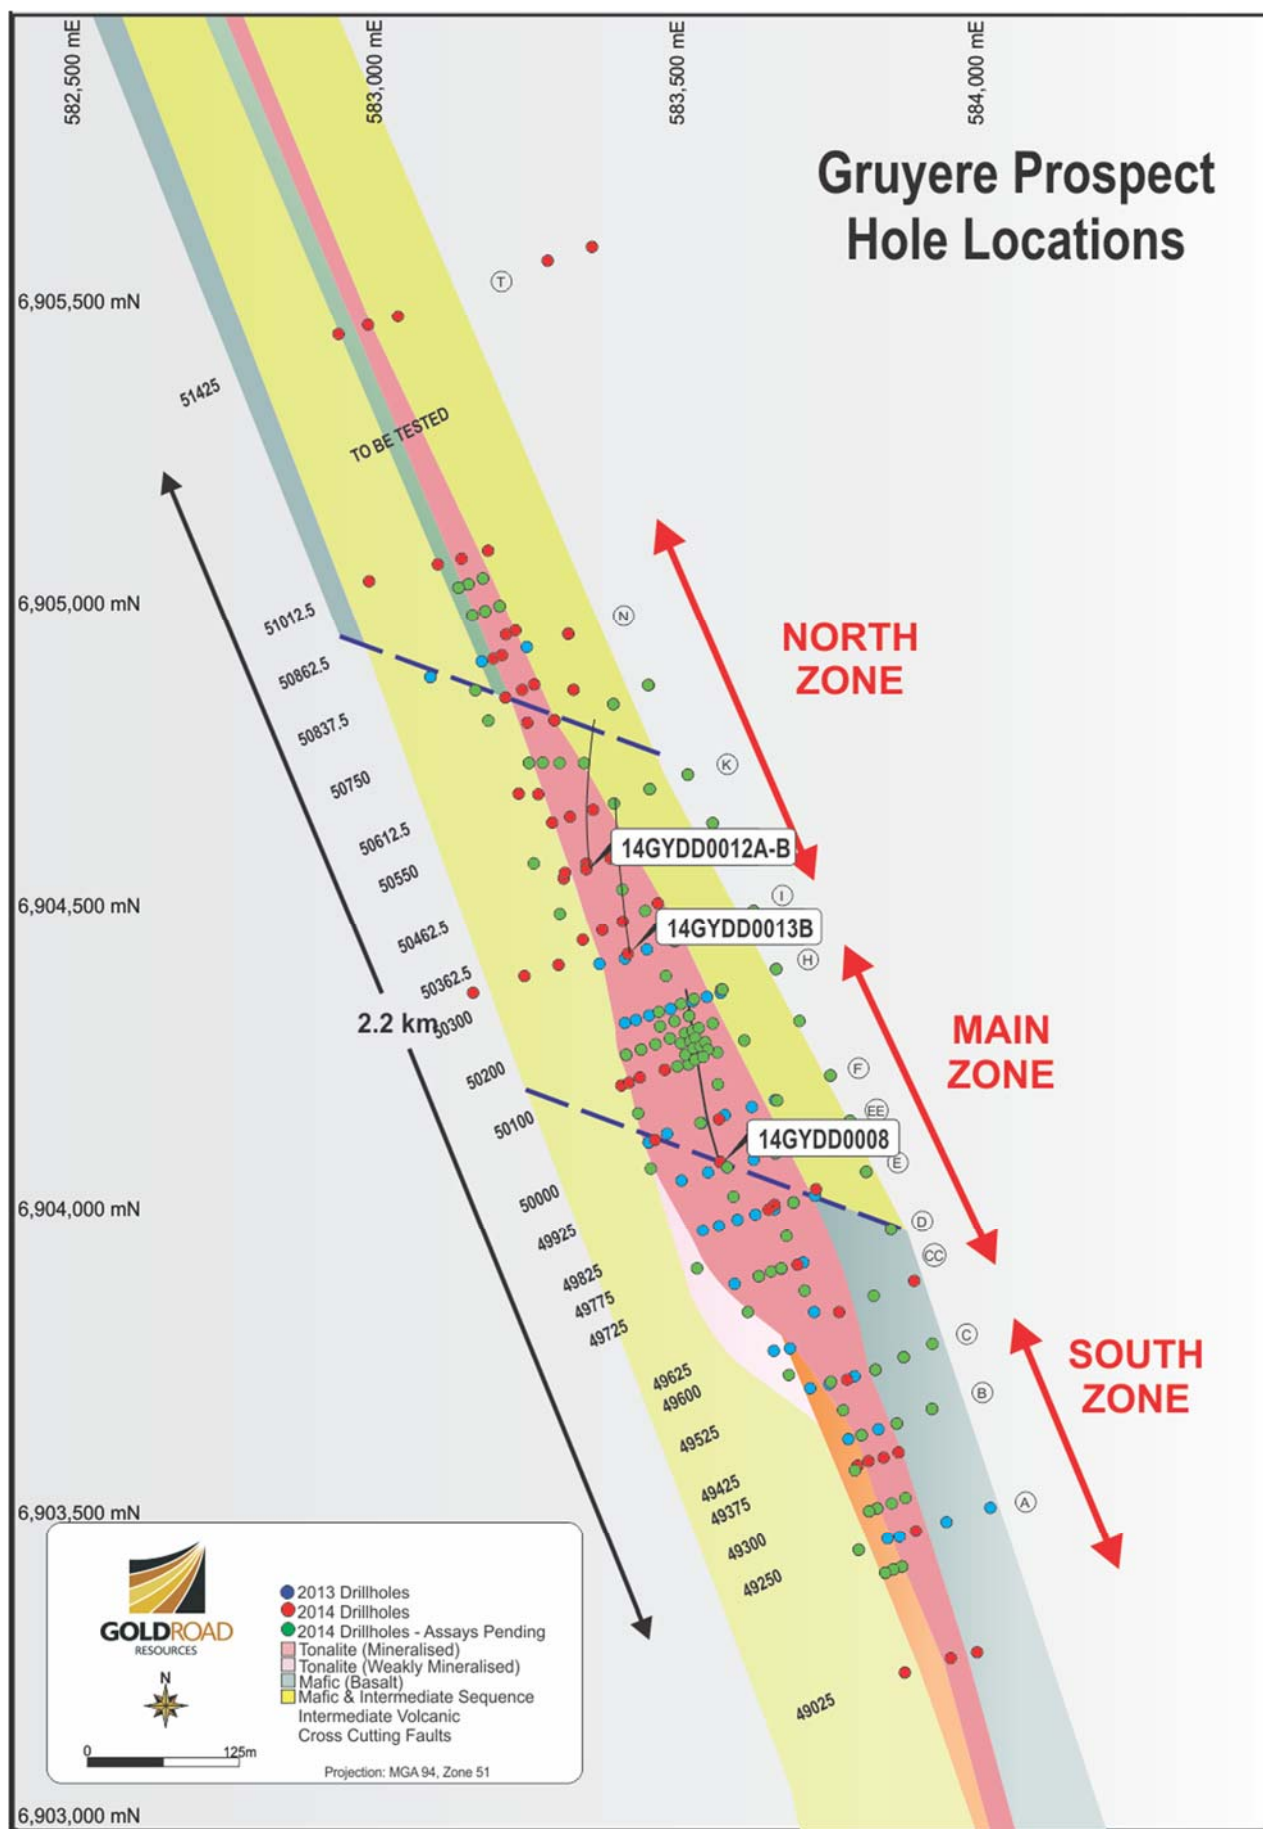 582,500 mE
583,000 mE
583,500 mE
584,000 mE
Gruyere Prospect
Hole Locations
T
6,905,500 mN
51425
TO BE TESTED
6,905,000 mN
51012.5
N
NORTH
ZONE
50862.5
50837.5
K
50750
50612.5
14GYDD0012A-B
50550
I
6,904,500 mN
50462.5
14GYDD0013B
H
50362.5
2.2 km
50300
MAIN
ZONE
50200
F
50100
EE
14GYDD0008
E
50000
6,904,000 mN
D
49925
CC
49825
49775
49725
C
SOUTH
ZONE
49625
49600
B
49525
49425
49375
A
6,903,500 mN
49300
49250
GOLDROAD
RESOURCES
N
0
125m
2013 Drillholes
2014 Drillholes
2014 Drillholes - Assays Pending
Tonalite (Mineralised)
Tonalite (Weakly Mineralised)
Mafic (Basalt)
Mafic & Intermediate Sequence
Intermediate Volcanic
Cross Cutting Faults
Projection: MGA 94, Zone 51
49025
6,903,000 mN